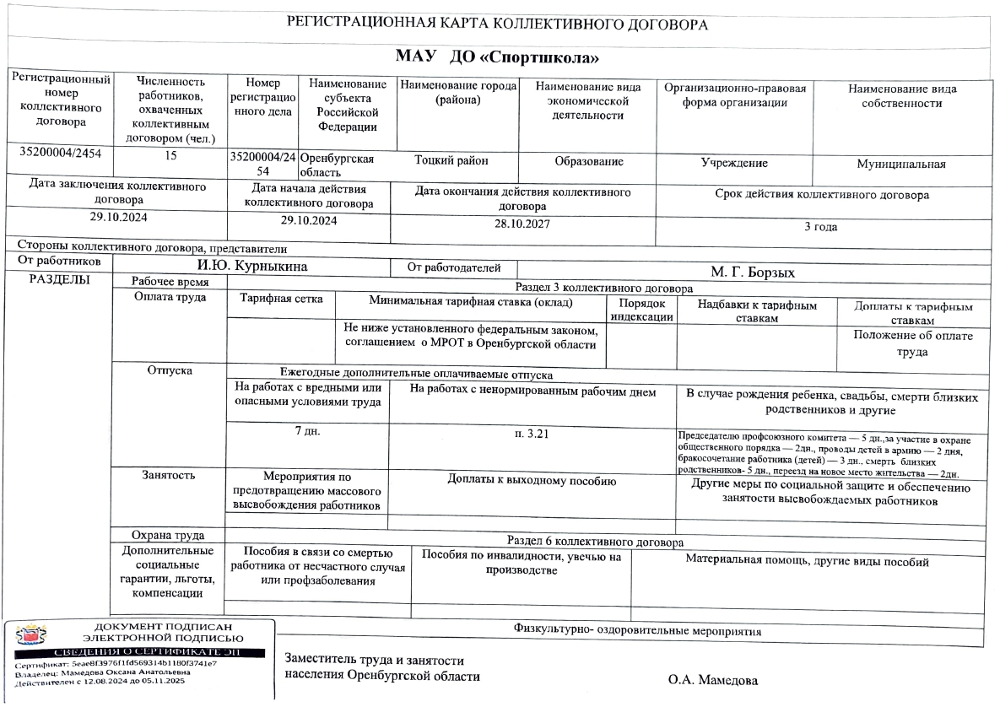 РЕГИСТРАЦИОННАЯ КАРТА КОЛЛЕКТИВНОГО ДОГОВОРА
МАУ ДО «Спортшкола»
Регистрационный
номер
коллективного
договора
Численность
работников,
охваченных
коллективным
договором (чел.)
Номер
регистрацио
нного дела
Наименование
субъекта
Российской
Федерации
Наименование города
(района)
Наименование вида
экономической
деятельности
Организационно-правовая
форма организации
Наименование вида
собственности
35200004/2454
15
35200004/24
54
Оренбургская
область
Тоцкий район
Образование
Учреждение
Муниципальная
Дата заключения коллективного
договора
Дата начала действия
коллективного договора
Дата окончания действия коллективного
договора
Срок действия коллективного договора
29.10.2024
29.10.2024
28.10.2027
3 года
Стороны коллективного договора, представители
От работников
И.Ю. Курныкина
От работодателей
М. Г. Борзых
РАЗДЕЛЫ
Рабочее время
Раздел 3 коллективного договора
Оплата труда
Тарифная сетка
Минимальная тарифная ставка (оклад)
Порядок
индексации
Надбавки к тарифным
ставкам
Доплаты к тарифным
ставкам
Не ниже установленного федеральным законом,
соглашением о МРОТ в Оренбургской области
Положение об оплате
труда
Отпуска
Ежегодные дополнительные оплачиваемые отпуска
На работах с вредными или
опасными условиями труда
На работах с ненормированным рабочим днем
В случае рождения ребенка, свадьбы, смерти близких
родственников и другие
7 дн.
п. 3.21
Председателю профсоюзного комитета — 5 дн.,за участие в охране
общественного порядка — 2дн., проводы детей в армию — 2 дня,
бракосочетание работника (детей) — 3 дн., смерть близких
родственников- 5 дн., переезд на новое место жительства — 2дн.
Занятость
Мероприятия по
предотвращению массового
высвобождения работников
Доплаты к выходному пособию
Другие меры по социальной защите и обеспечению
занятости высвобождаемых работников
Охрана труда
Раздел 6 коллективного договора
Дополнительные
социальные
гарантии, льготы,
компенсации
Пособия в связи со смертью
работника от несчастного случая
или профзаболевания
Пособия по инвалидности, увечью на
производстве
Материальная помощь, другие виды пособий
Физкультурно- оздоровительные мероприятия
ДОКУМЕНТ ПОДПИСАН
ЭЛЕКТРОННОЙ ПОДПИСЬЮ
СВЕДЕНИЯ О СЕРТИФИКАТЕ ЭП
Сертификат: 5eae8f3976f1fd569314b1180f3741e7
Владелец: Мамедова Оксана Анатольевна
Действителен с 12.08.2024 до 05.11.2025
Заместитель труда и занятости
населения Оренбургской области
О.А. Мамедова